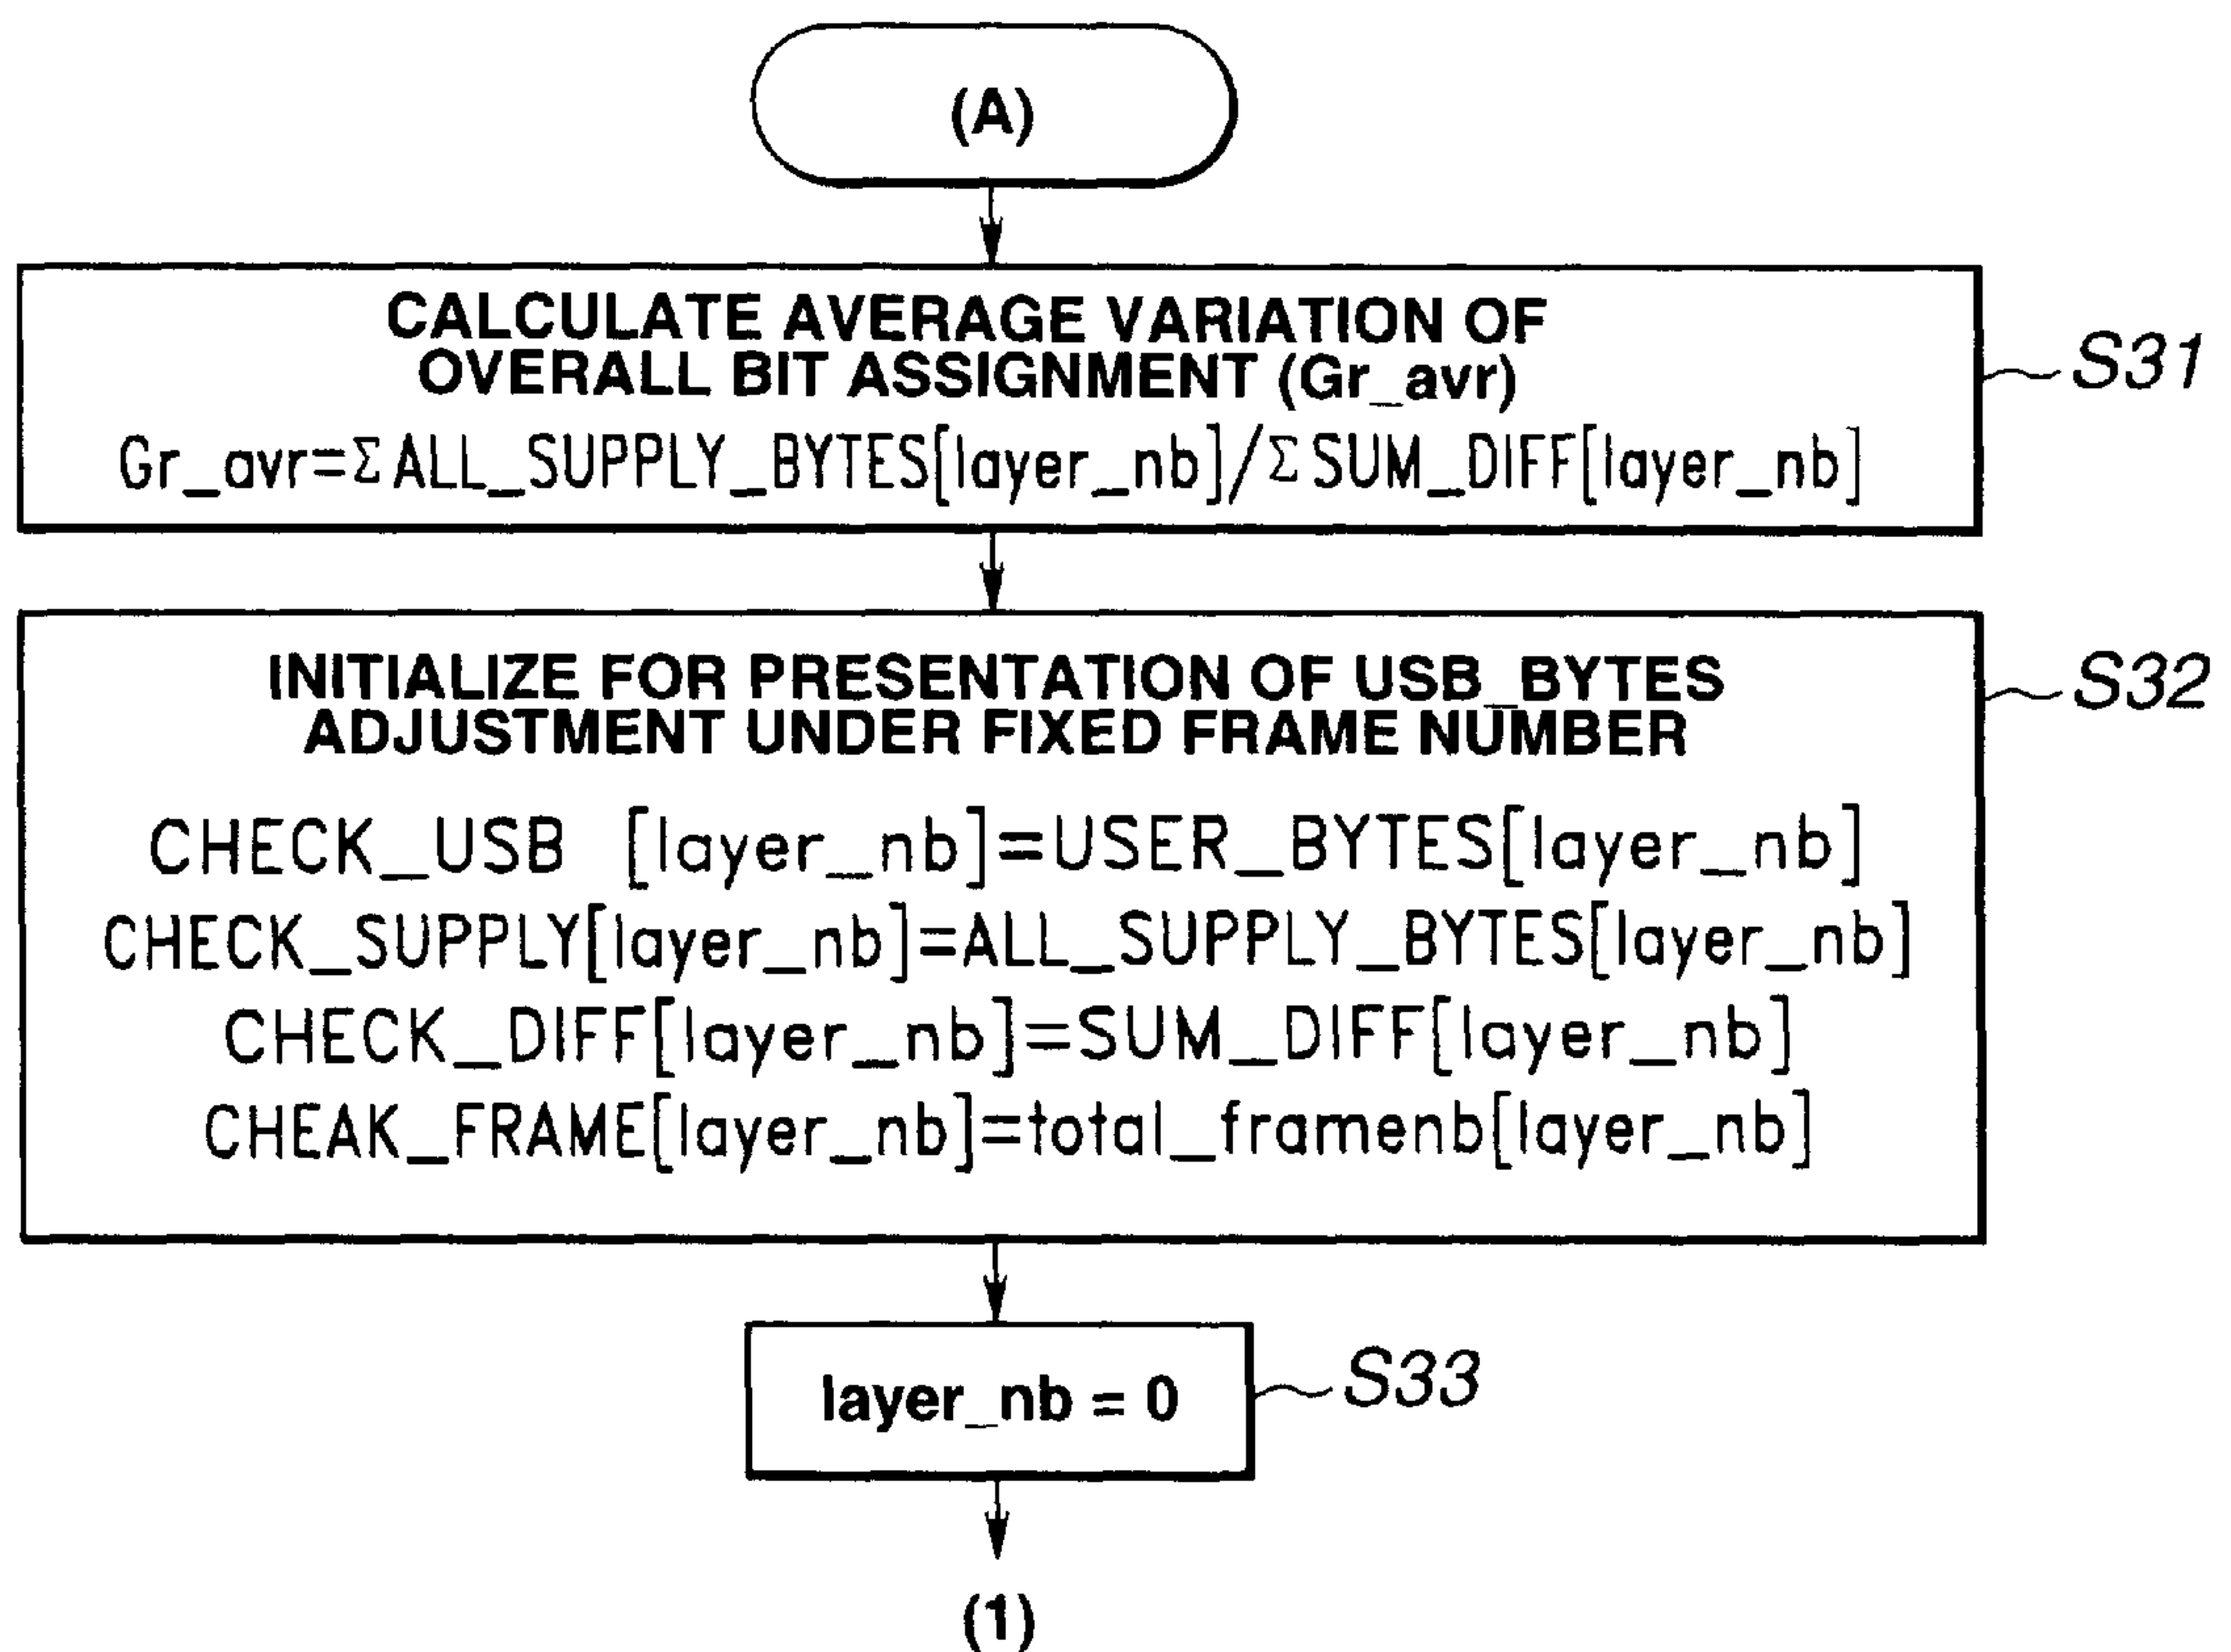 (A)
CALCULATE AVERAGE VARIATION OF
OVERALL BIT ASSIGNMENT (Gr_avr)
Gr_avr=ΣALL_SUPPLY_BYTES[layer_nb]/ΣSUM_DIFF[layer_nb]
S31
INITIALIZE FOR PRESENTATION OF USB_BYTES
ADJUSTMENT UNDER FIXED FRAME NUMBER
S32
CHECK_USB [layer_nb]=USER_BYTES[layer_nb]
CHECK_SUPPLY[layer_nb]=ALL_SUPPLY_BYTES[layer_nb]
CHECK_DIFF[layer_nb]=SUM_DIFF[layer_nb]
CHEAK_FRAME[layer_nb]=total_framenb[layer_nb]
layer_nb = 0
S33
(1)